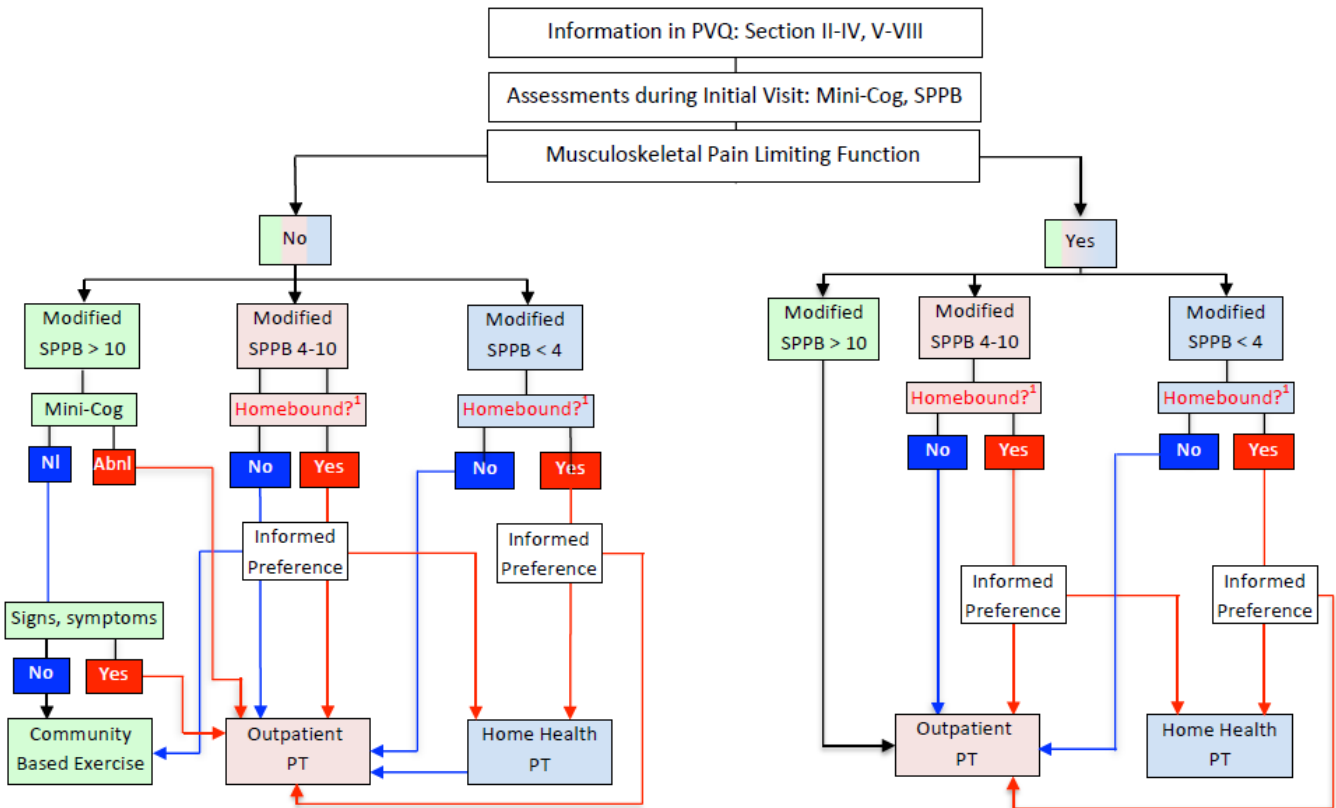 Information in PVQ: Section II-IV, V-VIII
Assessments during Initial Visit: Mini-Cog, SPPB
Musculoskeletal Pain Limiting Function
No
Yes
Modified
SPPB > 10
Modified
SPPB 4-10
Modified
SPPB < 4
Modified
SPPB > 10
Modified
SPPB 4-10
Modified
SPPB < 4
Mini-Cog
Homebound?¹
Homebound?¹
Homebound?¹
Homebound?¹
Nl
Abnl
No
Yes
No
Yes
No
Yes
No
Yes
Informed
Preference
Informed
Preference
Informed
Preference
Informed
Preference
Signs, symptoms
No
Yes
Community
Based Exercise
Outpatient
PT
Home Health
PT
Outpatient
PT
Home Health
PT